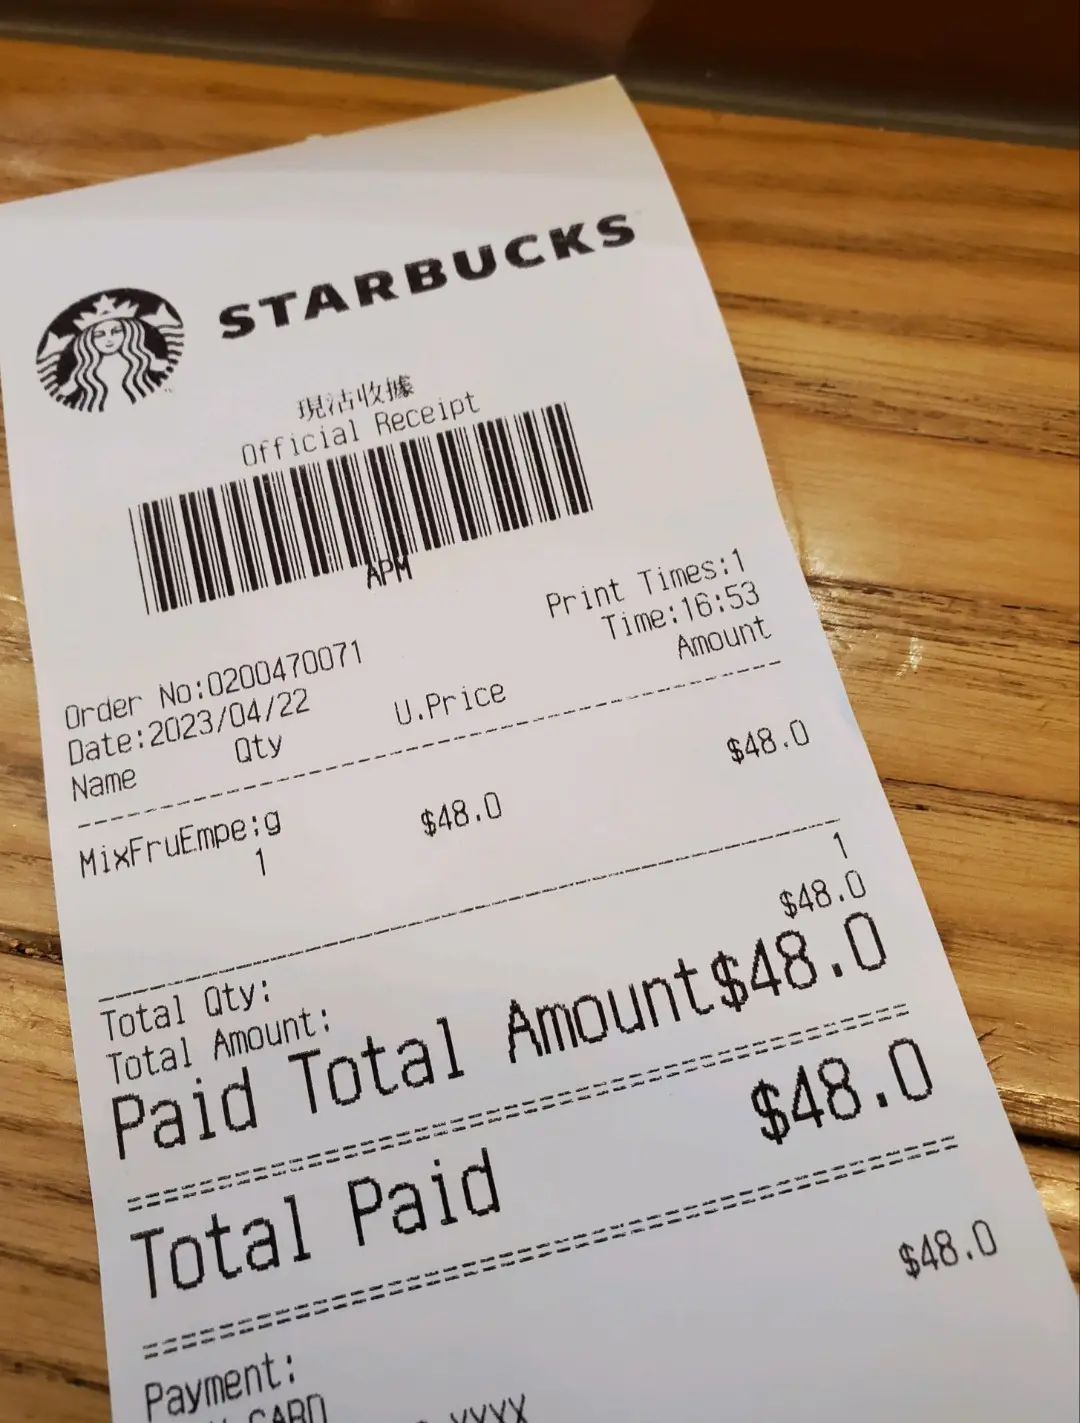 STARBUCKS
現沽收據
Official Receipt
APM
Print Times:1
Order No:0200470071 Time:16:53
Date:2023/04/22 Amount
Name Qty U.Price
MixFruEmpe:g $48.0 $48.0
1
Total Qty: 1
Total Amount: $48.0
Paid Total Amount$48.0
Total Paid $48.0
Payment: $48.0
CARD XXXX